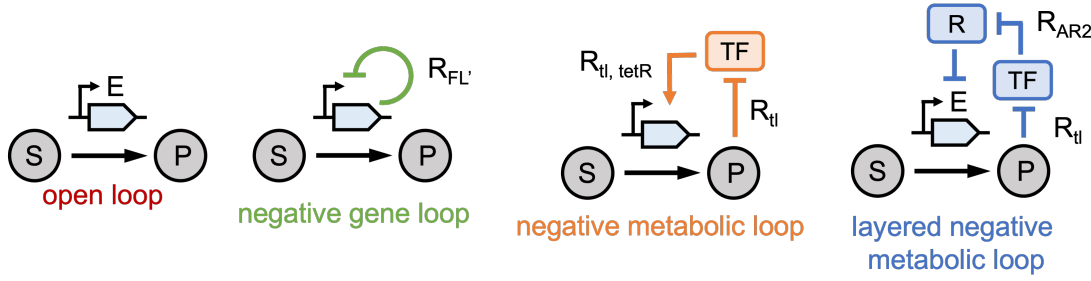 E
S
P
open loop
R_FL'
S
P
negative gene loop
R_tl, tetR
TF
R_tl
S
P
negative metabolic loop
R
R_AR2
TF
E
R_tl
S
P
layered negative
metabolic loop